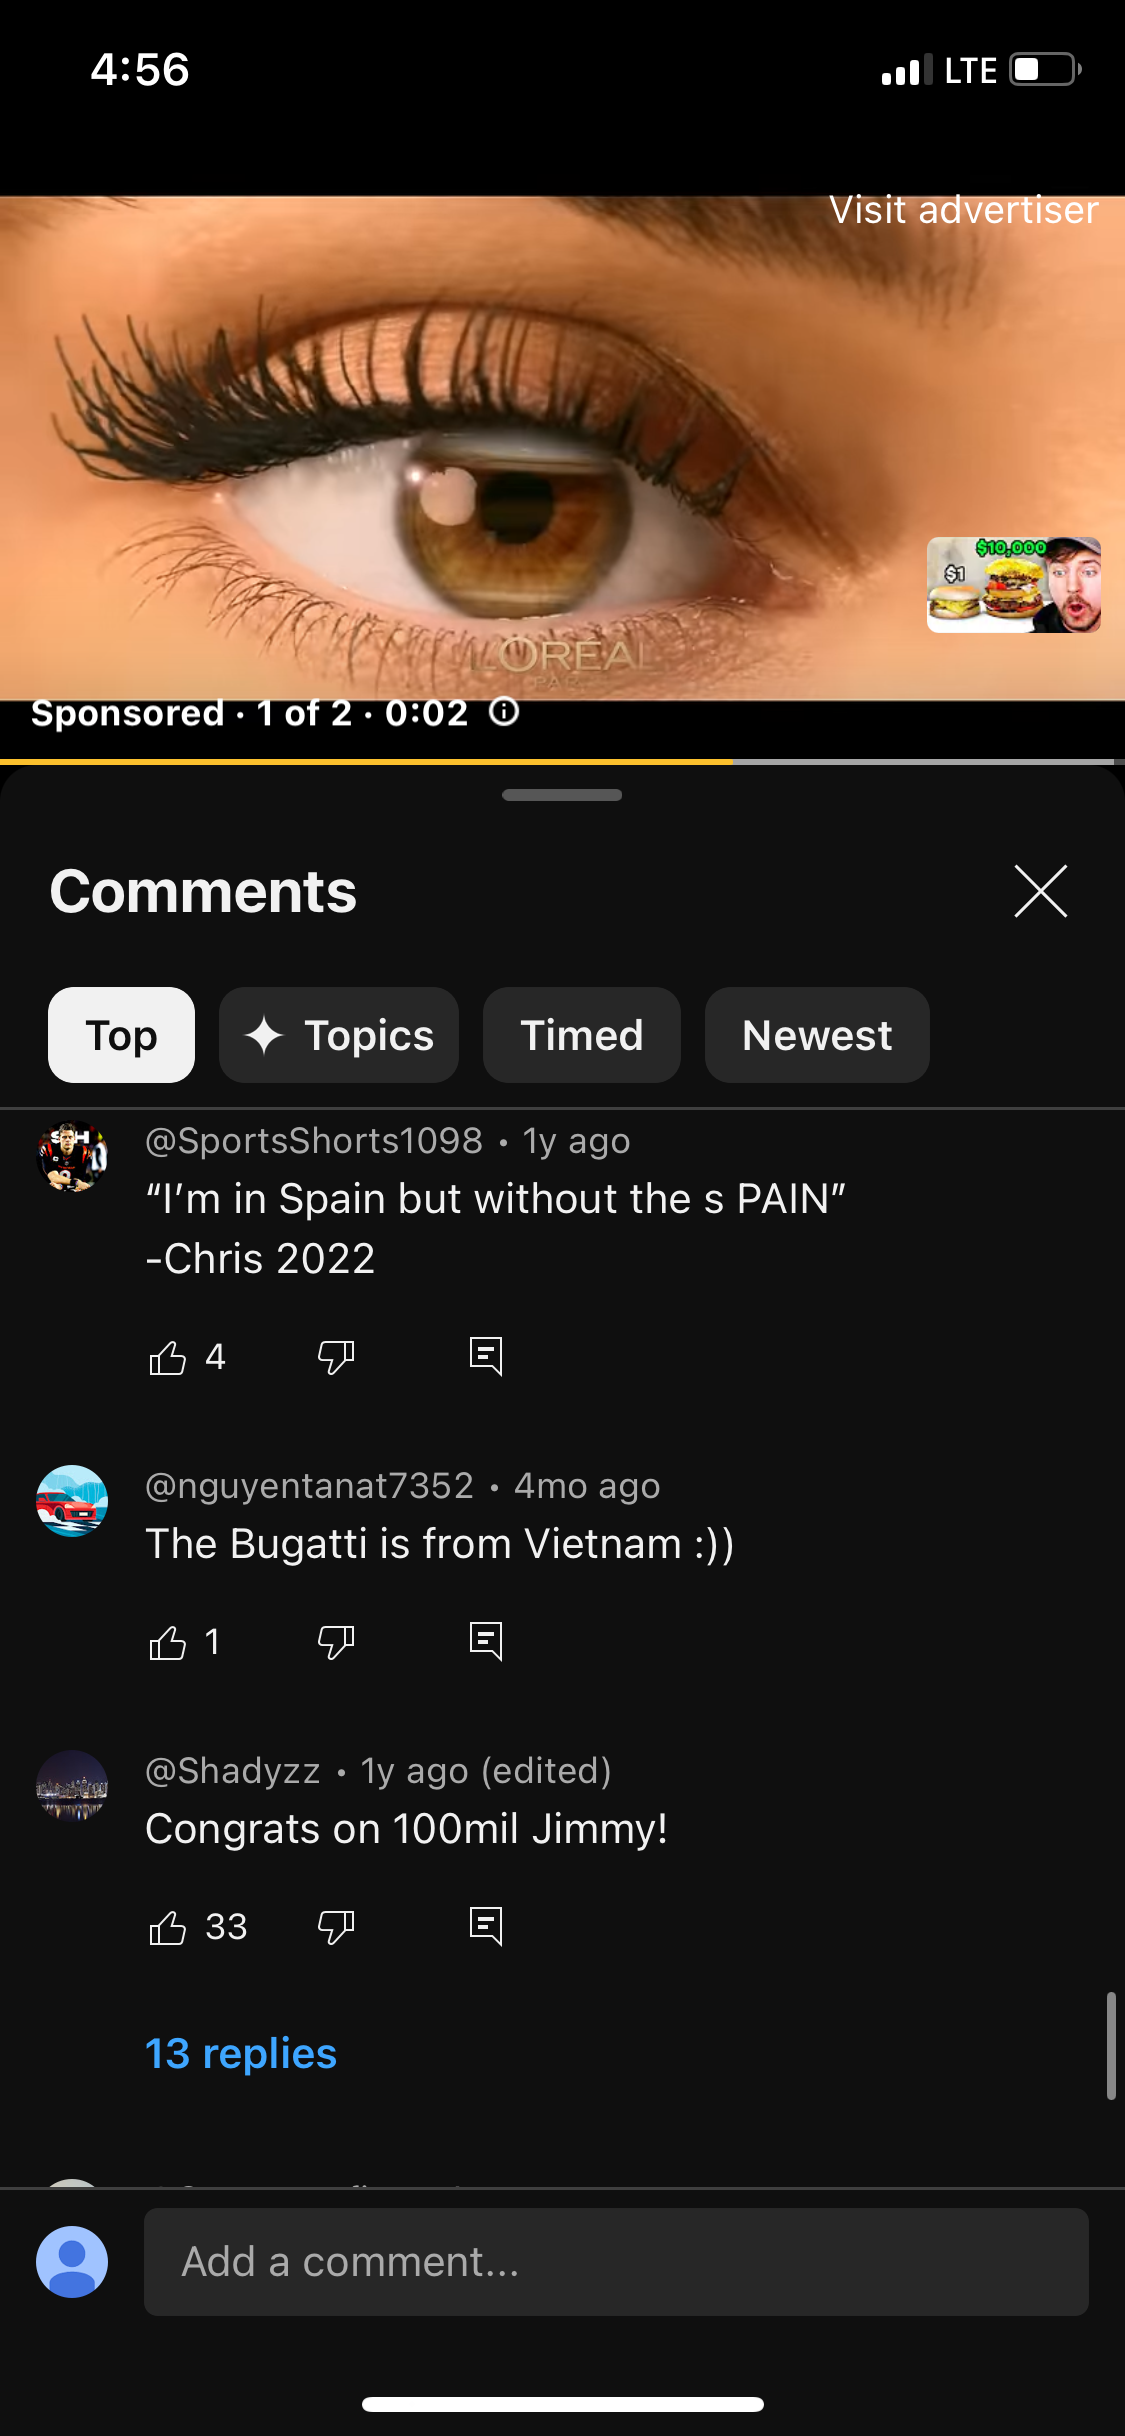 4:56
LTE
Visit advertiser
$10,000
$1
L'OREAL
Sponsored · 1 of 2 · 0:02
Comments
Top
Topics
Timed
Newest
@SportsShorts1098 · 1y ago
“I’m in Spain but without the s PAIN”
-Chris 2022
4
@nguyentanat7352 · 4mo ago
The Bugatti is from Vietnam :))
1
@Shadyzz · 1y ago (edited)
Congrats on 100mil Jimmy!
33
13 replies
Add a comment...